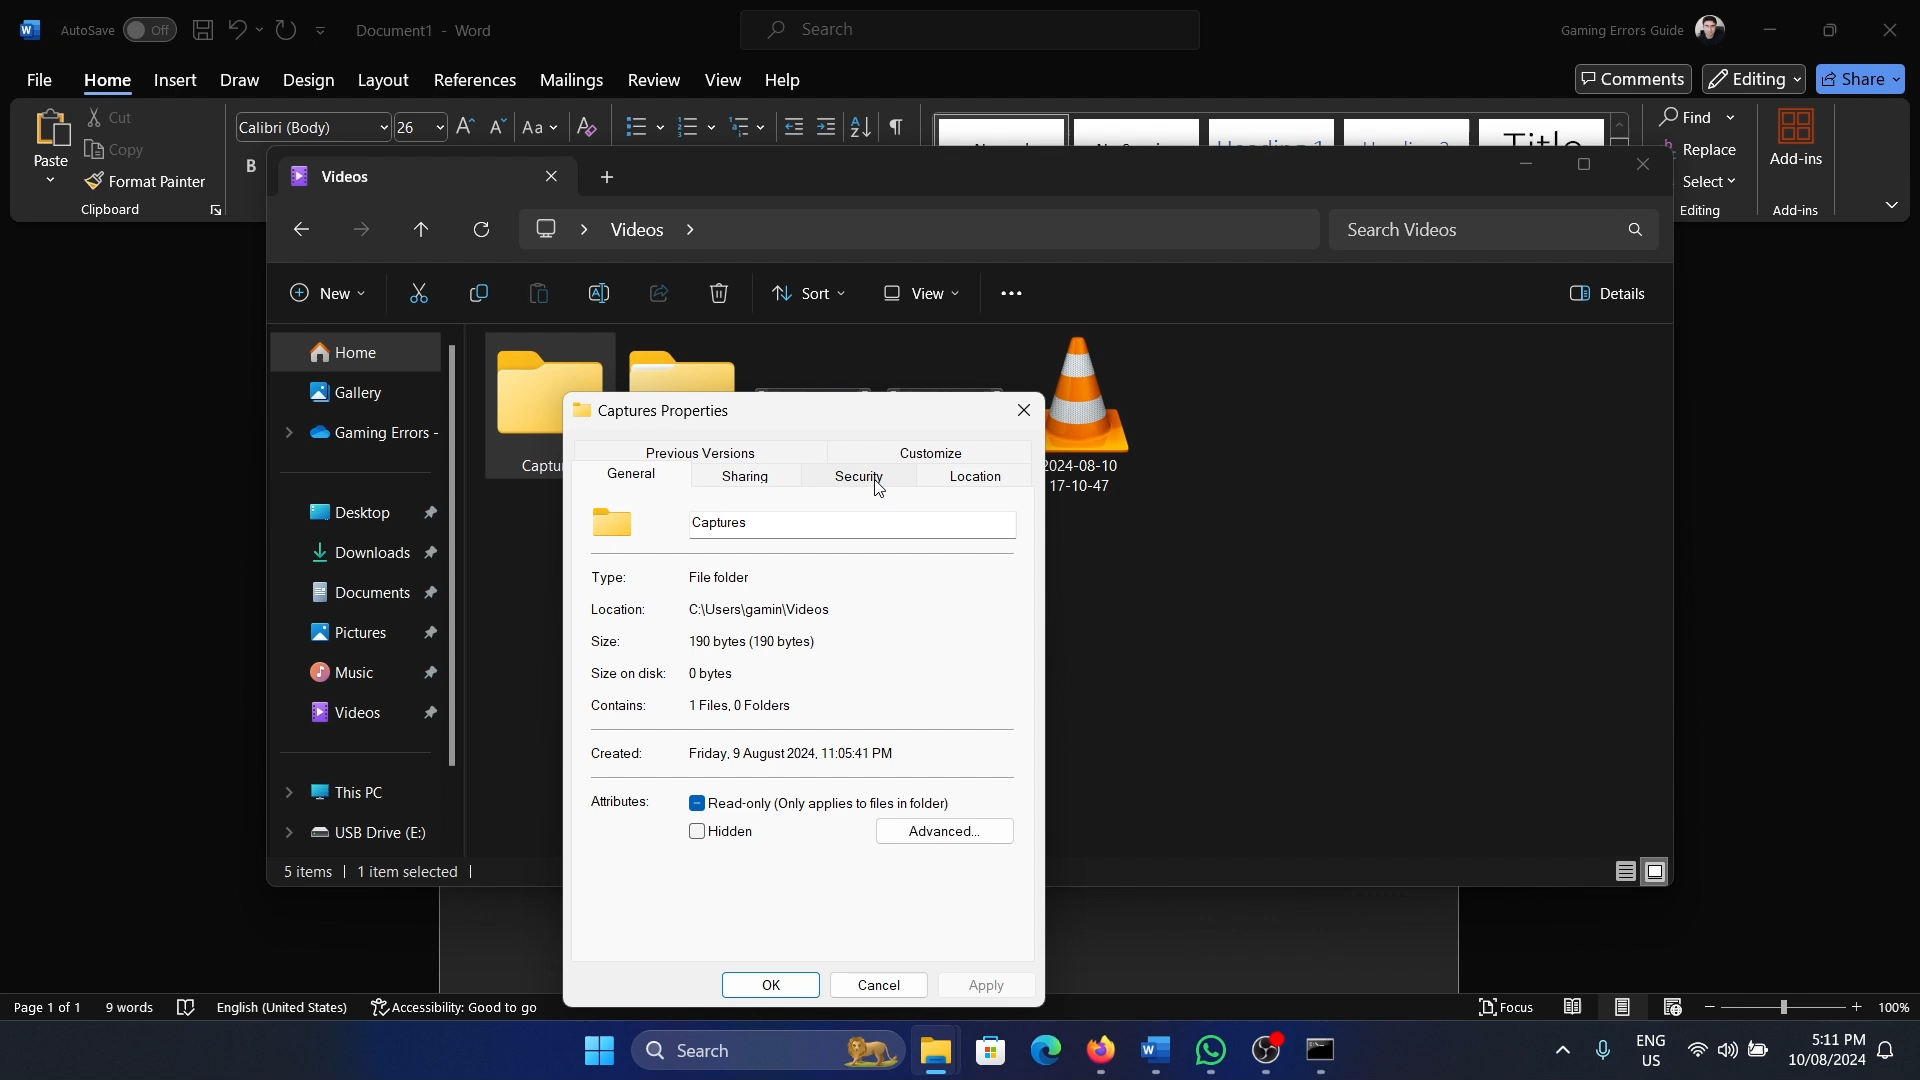 AutoSave Off Document1 - Word Search Gaming Errors Guide
File Home Insert Draw Design Layout References Mailings Review View Help Comments Editing Share
Paste Cut Copy Format Painter Clipboard
Calibri (Body) 26 Aa
B
Title
Find Replace Select Editing
Add-ins
Add-ins
Videos
Videos
Search Videos
New Sort View Details
Home
Gallery
Gaming Errors -
Desktop
Downloads
Documents
Pictures
Music
Videos
This PC
USB Drive (E:)
2024-08-10
17-10-47
5 items 1 item selected
Captures Properties
Previous Versions Customize
General Sharing Security Location
Captures
Type: File folder
Location: C:\Users\gamin\Videos
Size: 190 bytes (190 bytes)
Size on disk: 0 bytes
Contains: 1 Files, 0 Folders
Created: Friday, 9 August 2024, 11:05:41 PM
Attributes: Read-only (Only applies to files in folder)
Hidden Advanced...
OK Cancel Apply
Page 1 of 1 9 words English (United States) Accessibility: Good to go Focus 100%
Search
ENG
US
5:11 PM
10/08/2024